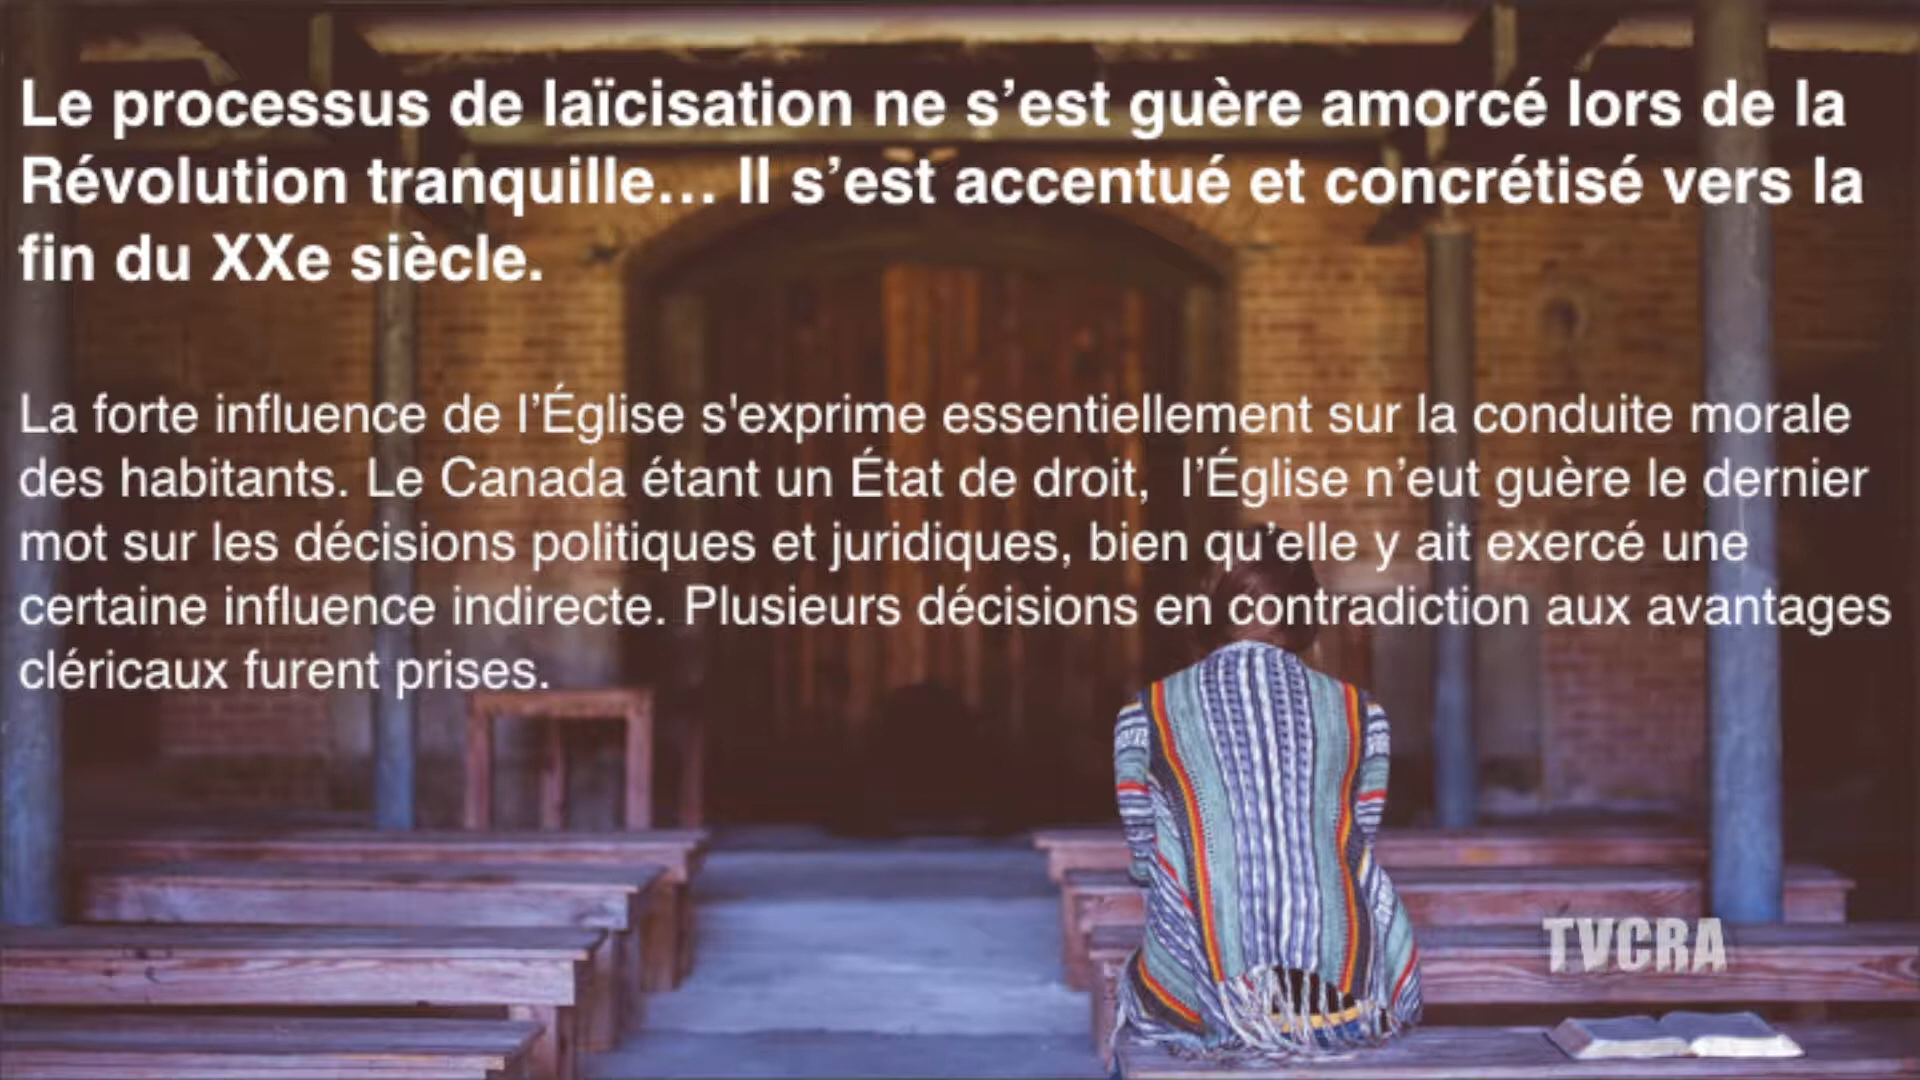 Le processus de laïcisation ne s’est guère amorcé lors de la
Révolution tranquille… Il s’est accentué et concrétisé vers la
fin du XXe siècle.
La forte influence de l’Église s'exprime essentiellement sur la conduite morale
des habitants. Le Canada étant un État de droit,  l’Église n’eut guère le dernier
mot sur les décisions politiques et juridiques, bien qu’elle y ait exercé une
certaine influence indirecte. Plusieurs décisions en contradiction aux avantages
cléricaux furent prises.
TVCRA